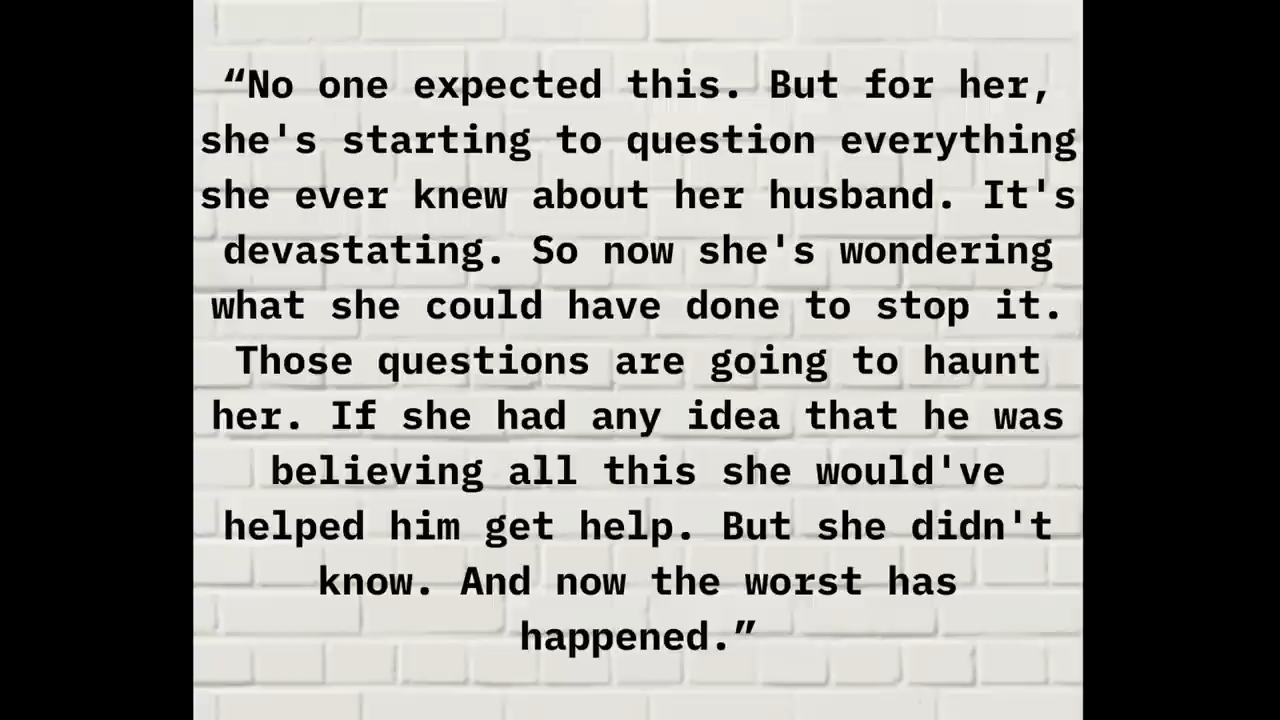 “No one expected this. But for her,
she's starting to question everything
she ever knew about her husband. It's
devastating. So now she's wondering
what she could have done to stop it.
Those questions are going to haunt
her. If she had any idea that he was
believing all this she would've
helped him get help. But she didn't
know. And now the worst has
happened.”